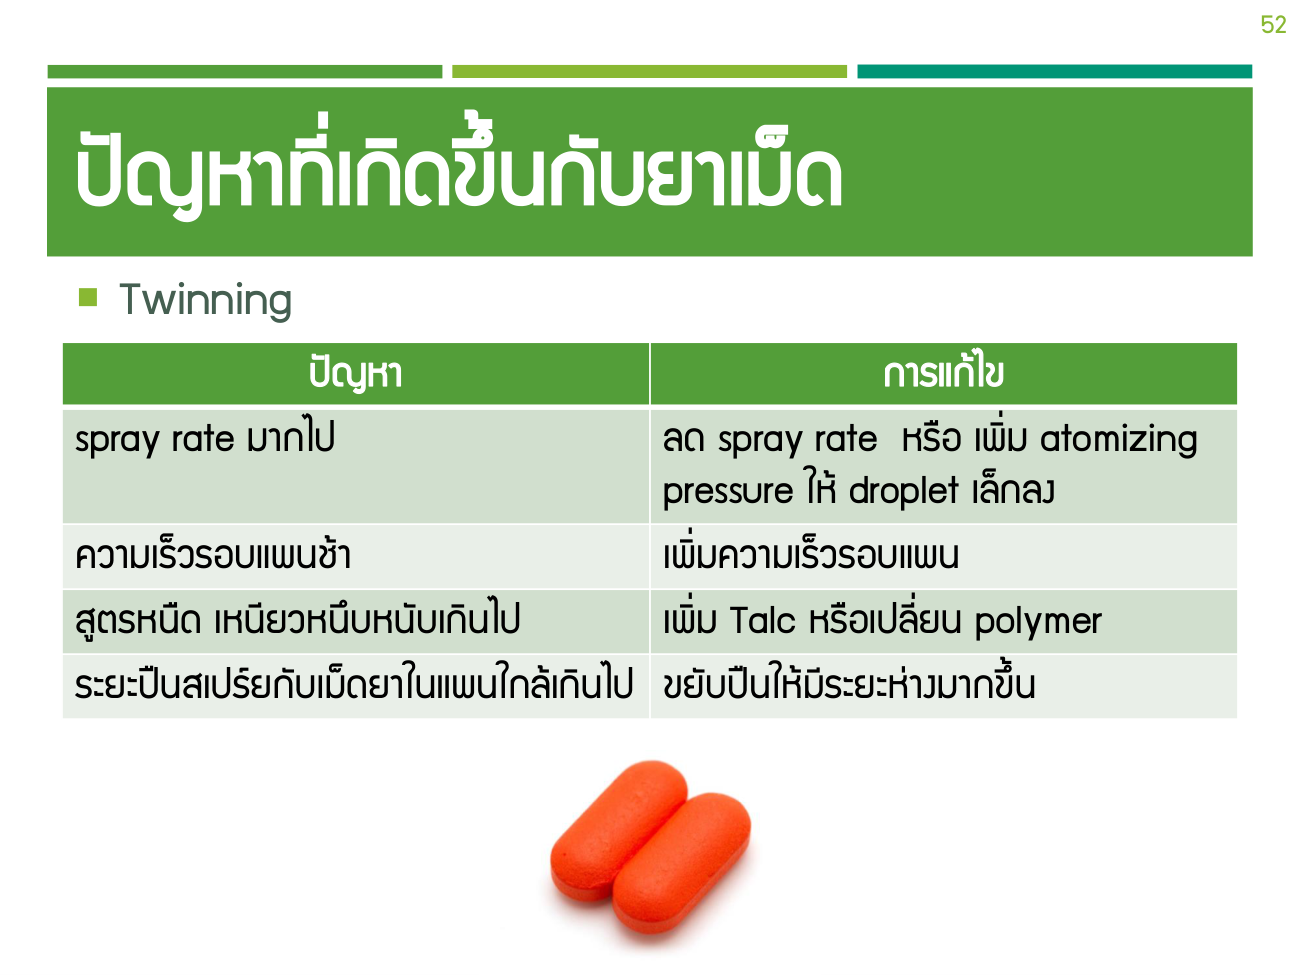 52
ปัญหาที่เกิดขึ้นกับยาเม็ด
Twinning
ปัญหา
การแก้ไข
spray rate มากไป
ลด spray rate หรือ เพิ่ม atomizing
pressure ให้ droplet เล็กลง
ความเร็วรอบแพนช้า
เพิ่มความเร็วรอบแพน
สูตรหนืด เหนียวหนึบหนับเกินไป
เพิ่ม Talc หรือเปลี่ยน polymer
ระยะปืนสเปร์ยกับเม็ดยาในแพนใกล้เกินไป
ขยับปืนให้มีระยะห่างมากขึ้น